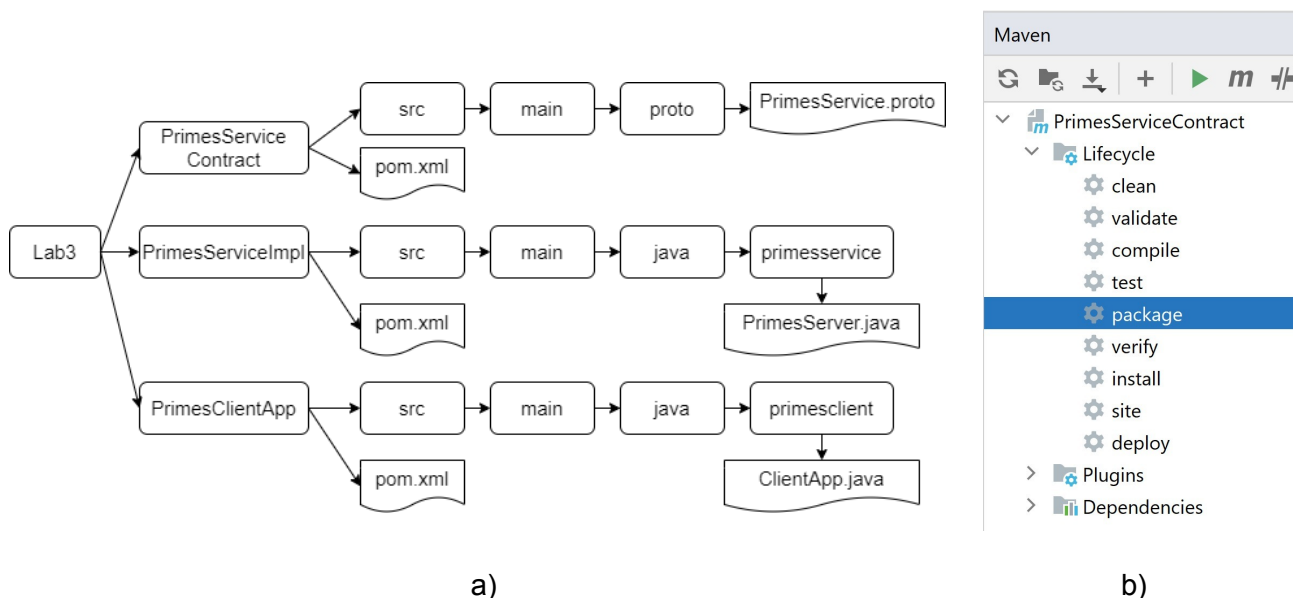 src
main
proto
PrimesService.proto
PrimesService
Contract
pom.xml
Lab3
PrimesServiceImpl
src
main
java
primesservice
pom.xml
PrimesServer.java
PrimesClientApp
src
main
java
primesclient
pom.xml
ClientApp.java
a)
Maven
m
PrimesServiceContract
Lifecycle
clean
validate
compile
test
package
verify
install
site
deploy
Plugins
Dependencies
b)